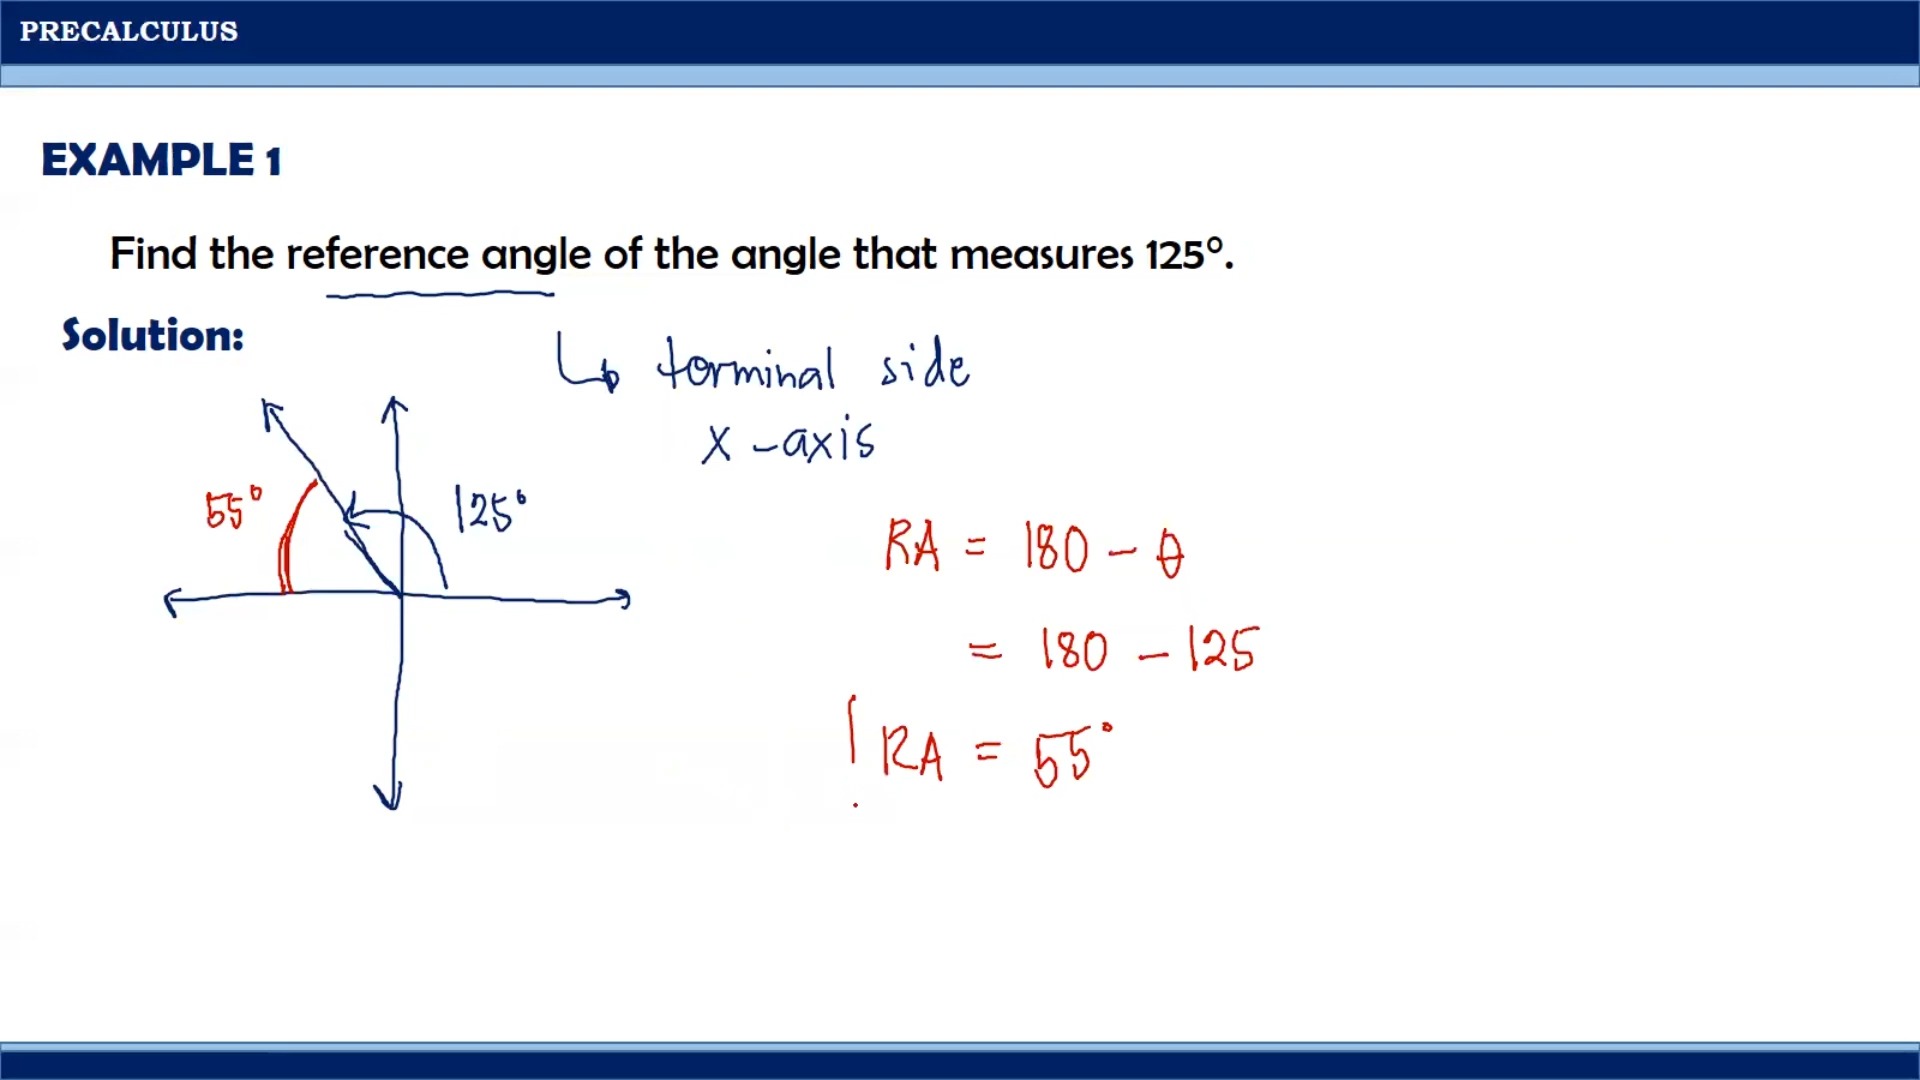 PRECALCULUS
EXAMPLE 1
Find the reference angle of the angle that measures 125°.
Solution:
terminal side
x-axis
55°
125°
RA = 180 - θ
= 180 - 125
RA = 55°